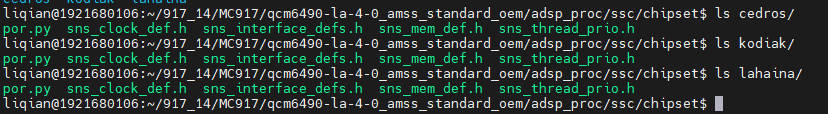 cedros kodiak lahaina
liqian@1921680106:~/917_14/MC917/qcm6490-la-4-0_amss_standard_oem/adsp_proc/ssc/chipset$ ls cedros/
por.py sns_clock_def.h sns_interface_defs.h sns_mem_def.h sns_thread_prio.h
liqian@1921680106:~/917_14/MC917/qcm6490-la-4-0_amss_standard_oem/adsp_proc/ssc/chipset$ ls kodiak/
por.py sns_clock_def.h sns_interface_defs.h sns_mem_def.h sns_thread_prio.h
liqian@1921680106:~/917_14/MC917/qcm6490-la-4-0_amss_standard_oem/adsp_proc/ssc/chipset$ ls lahaina/
por.py sns_clock_def.h sns_interface_defs.h sns_mem_def.h sns_thread_prio.h
liqian@1921680106:~/917_14/MC917/qcm6490-la-4-0_amss_standard_oem/adsp_proc/ssc/chipset$